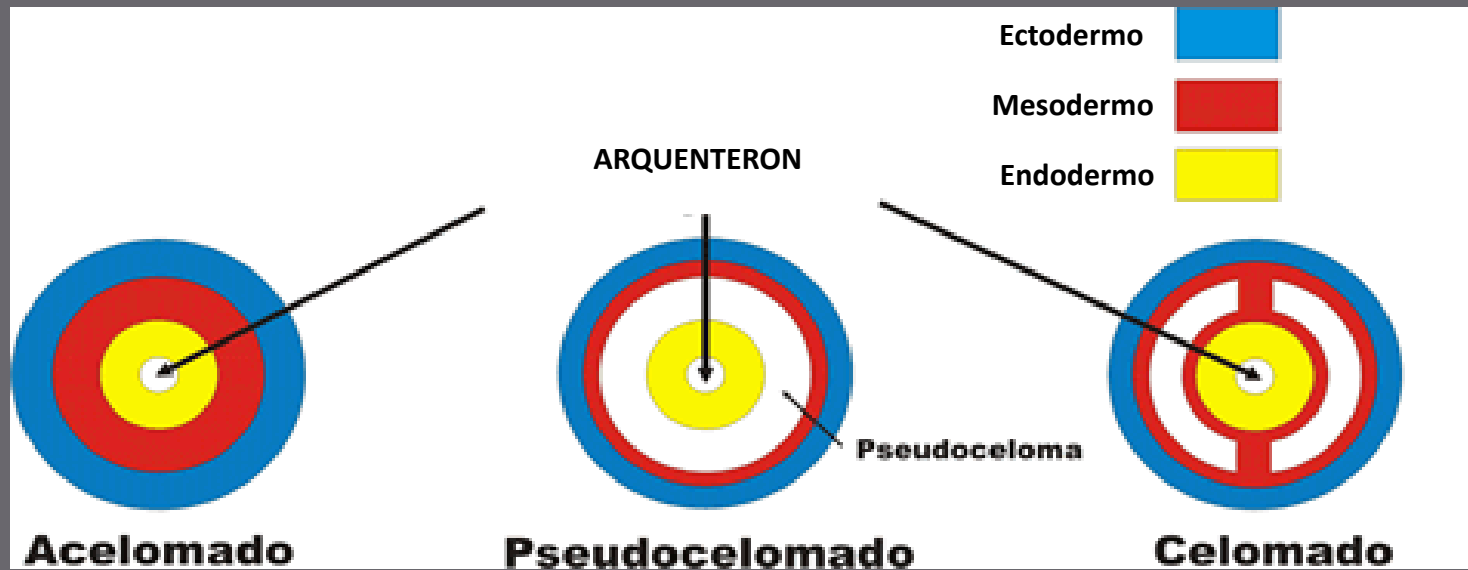 Ectodermo
Mesodermo
ARQUENTERON
Endodermo
Pseudoceloma
Acelomado
Pseudocelomado
Celomado